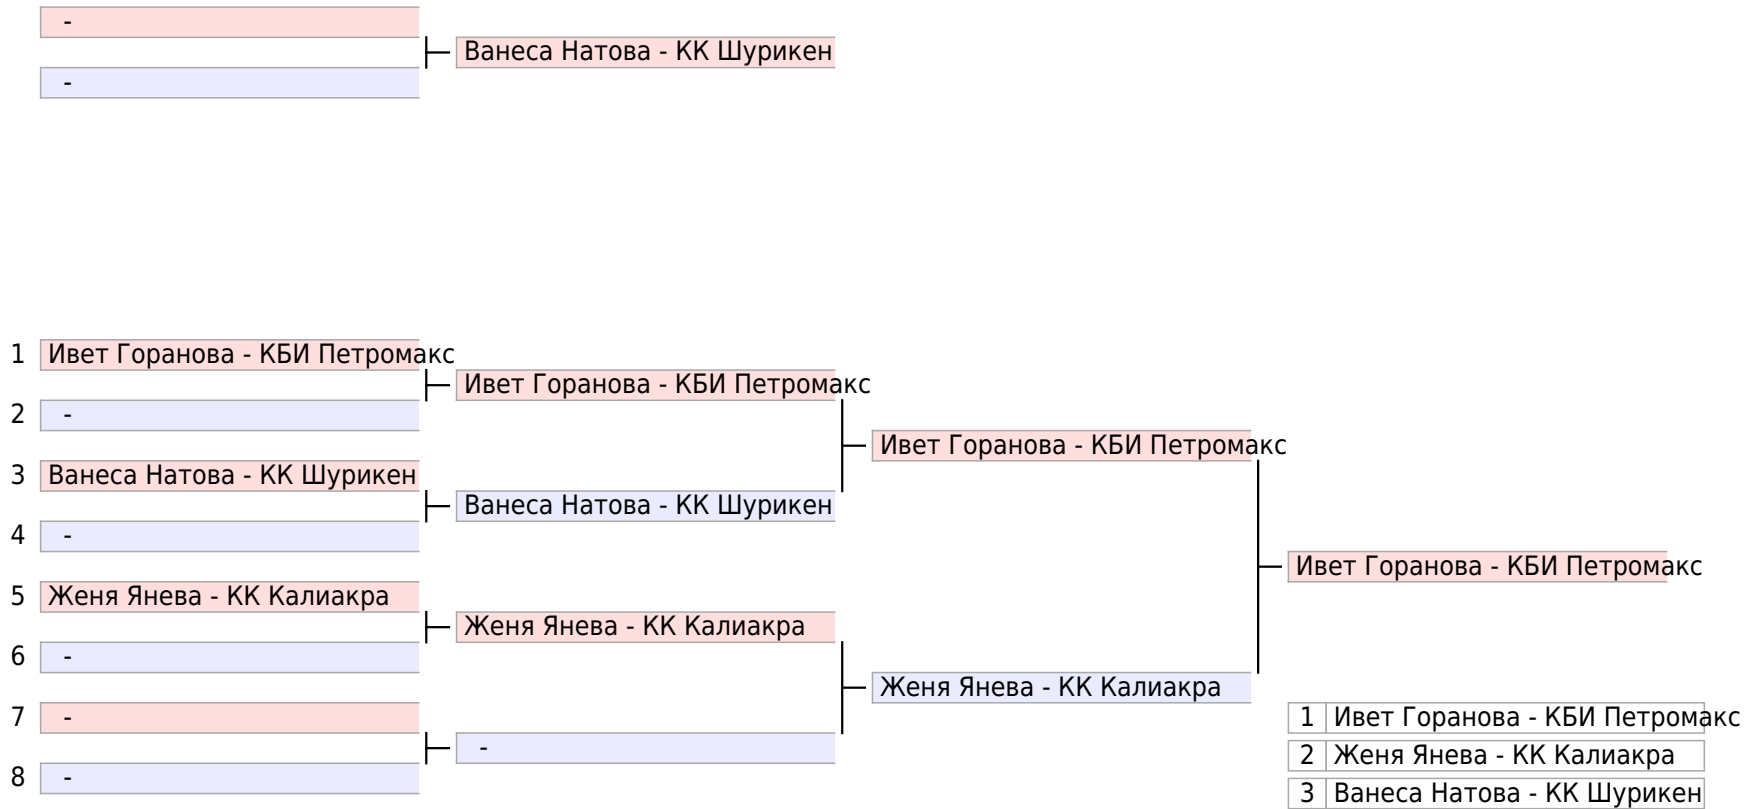 -
Ванеса Натова - КК Шурикен
-
1 Ивет Горанова - КБИ Петромакс
Ивет Горанова - КБИ Петромакс
2 -
Ивет Горанова - КБИ Петромакс
3 Ванеса Натова - КК Шурикен
Ванеса Натова - КК Шурикен
4 -
Ивет Горанова - КБИ Петромакс
5 Женя Янева - КК Калиакра
Женя Янева - КК Калиакра
6 -
Женя Янева - КК Калиакра
7 -
-
8 -
1 Ивет Горанова - КБИ Петромакс
2 Женя Янева - КК Калиакра
3 Ванеса Натова - КК Шурикен